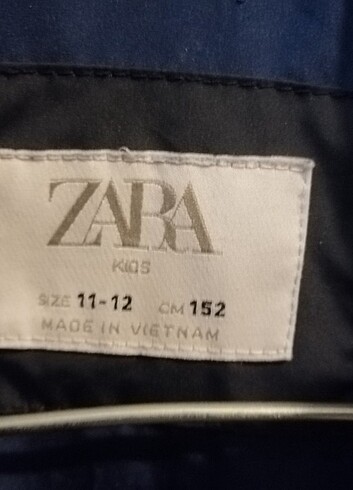 ZARA
KIDS
SIZE 11-12 CM 152
MADE IN VIETNAM